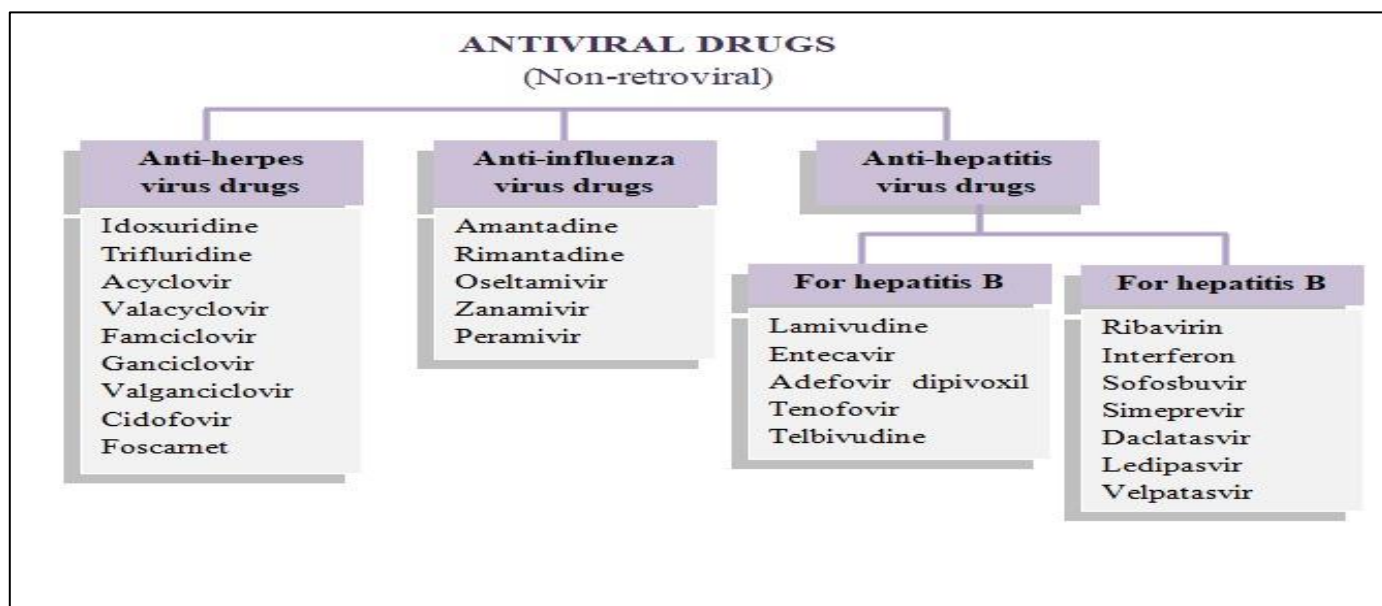 ANTIVIRAL DRUGS
(Non-retroviral)
Anti-herpes
virus drugs
Idoxuridine
Trifluridine
Acyclovir
Valacyclovir
Famciclovir
Ganciclovir
Valganciclovir
Cidofovir
Foscarnet
Anti-influenza
virus drugs
Amantadine
Rimantadine
Oseltamivir
Zanamivir
Peramivir
Anti-hepatitis
virus drugs
For hepatitis B
Lamivudine
Entecavir
Adefovir dipivoxil
Tenofovir
Telbivudine
For hepatitis B
Ribavirin
Interferon
Sofosbuvir
Simeprevir
Daclatasvir
Ledipasvir
Velpatasvir